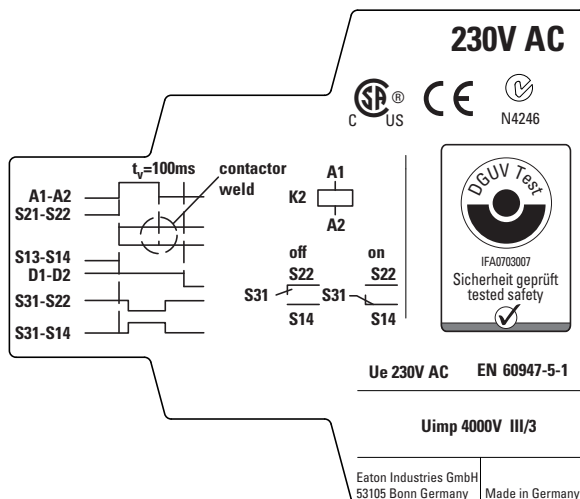 230V AC
SA ®
C US
CE
N4246
tv=100ms
contactor
weld
A1-A2
S21-S22
S13-S14
D1-D2
S31-S22
S31-S14
A1
K2
A2
off
on
S22
S22
S31
S31
S14
S14
DGUV Test
IFA0703007
Sicherheit geprüft
tested safety
Ue 230V AC EN 60947-5-1
Uimp 4000V III/3
Eaton Industries GmbH
53105 Bonn Germany
Made in Germany